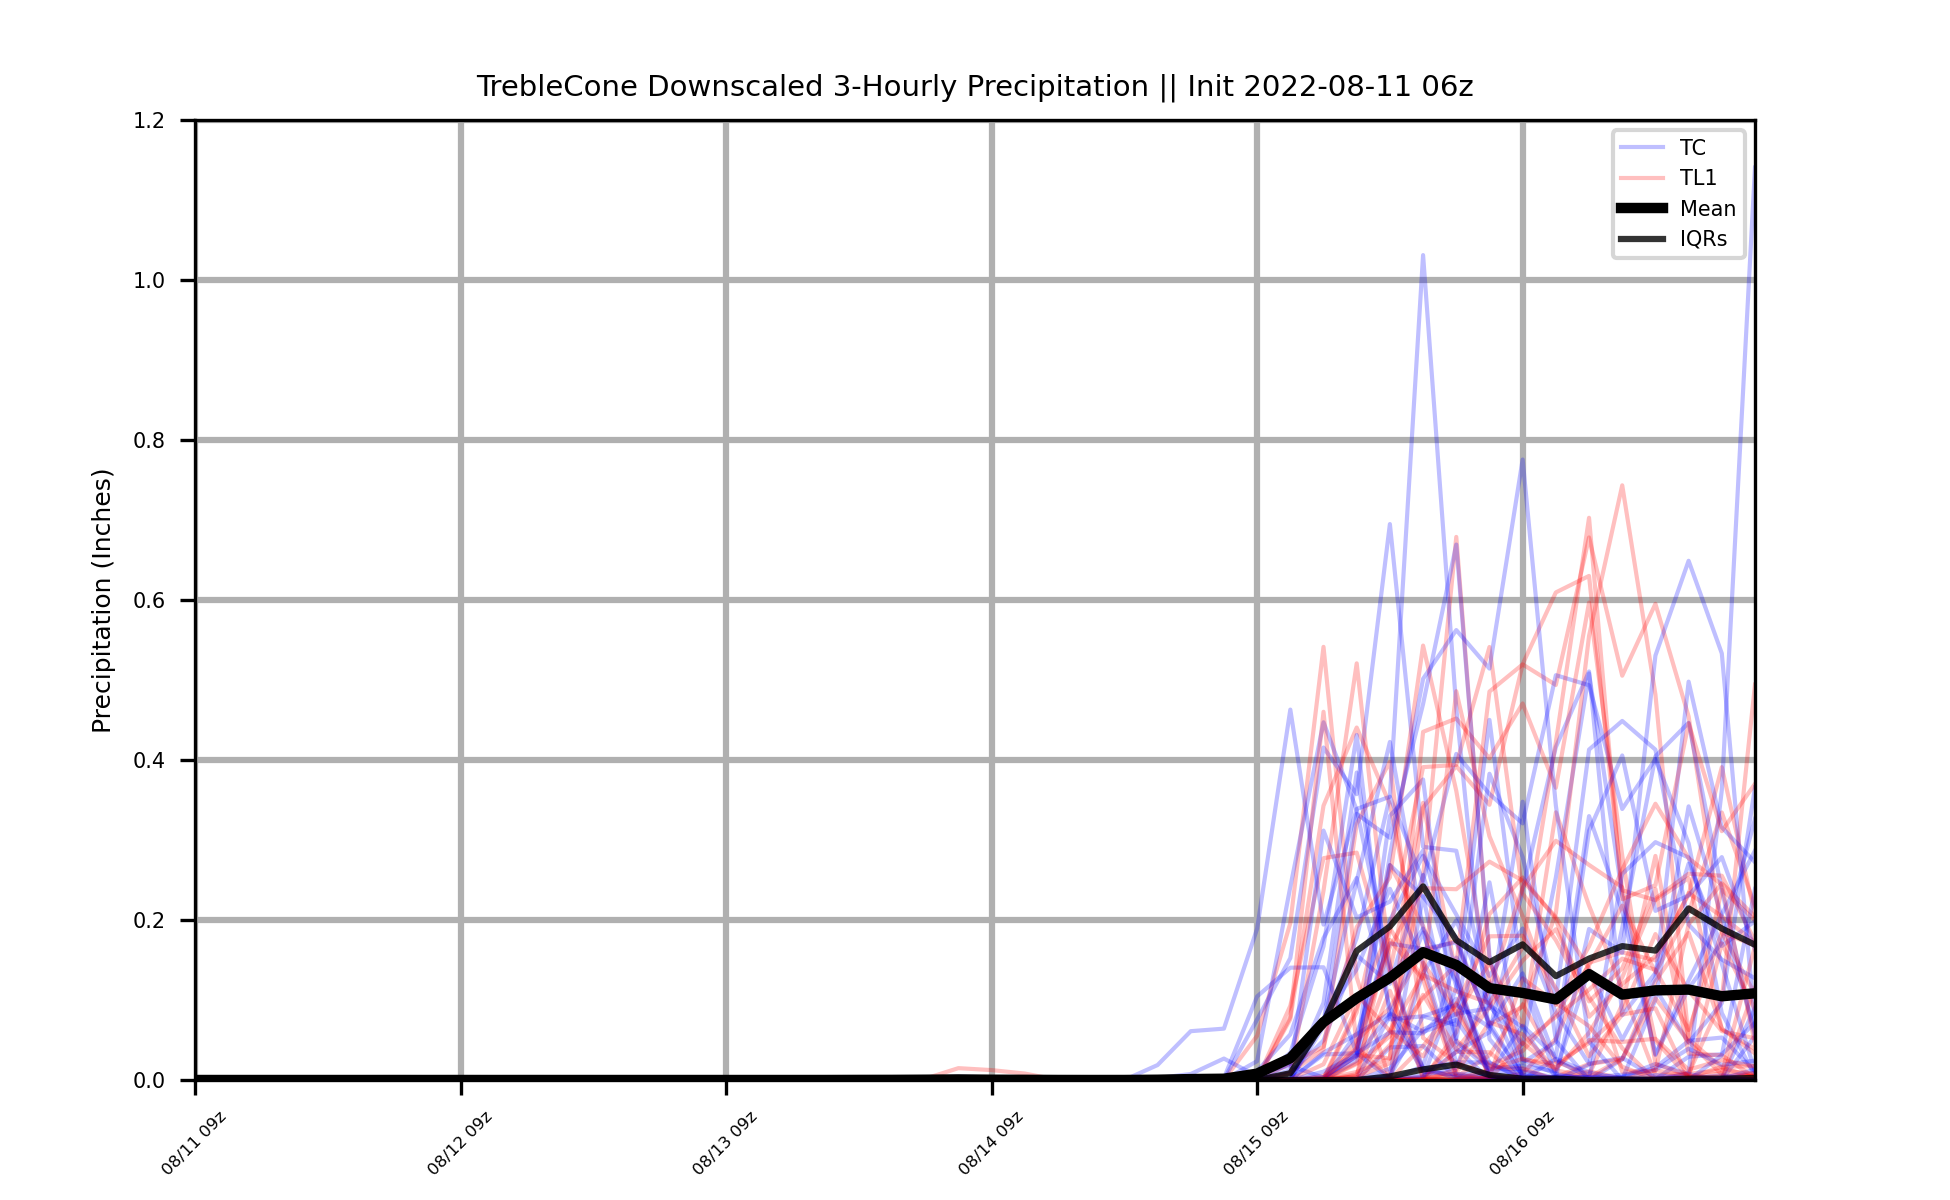 TrebleCone Downscaled 3-Hourly Precipitation || Init 2022-08-11 06z
1.2
1.0
0.8
0.6
0.4
0.2
0.0
Precipitation (Inches)
TC
TL1
Mean
IQRs
08/11 09z
08/12 09z
08/13 09z
08/14 09z
08/15 09z
08/16 09z